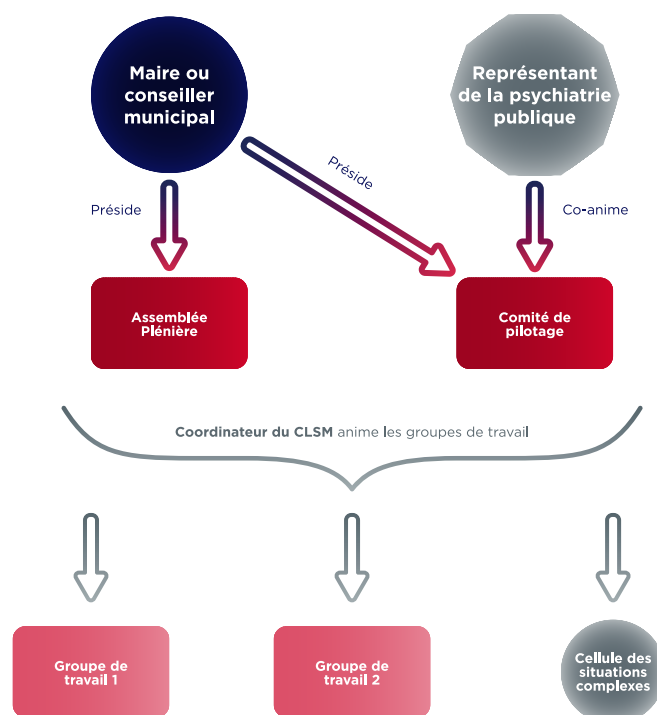 Maire ou
conseiller
municipal
Représentant
de la psychiatrie
publique
Préside
Préside
Co-anime
Assemblée
Plénière
Comité de
pilotage
Coordinateur du CLSM anime les groupes de travail
Groupe de
travail 1
Groupe de
travail 2
Cellule des
situations
complexes